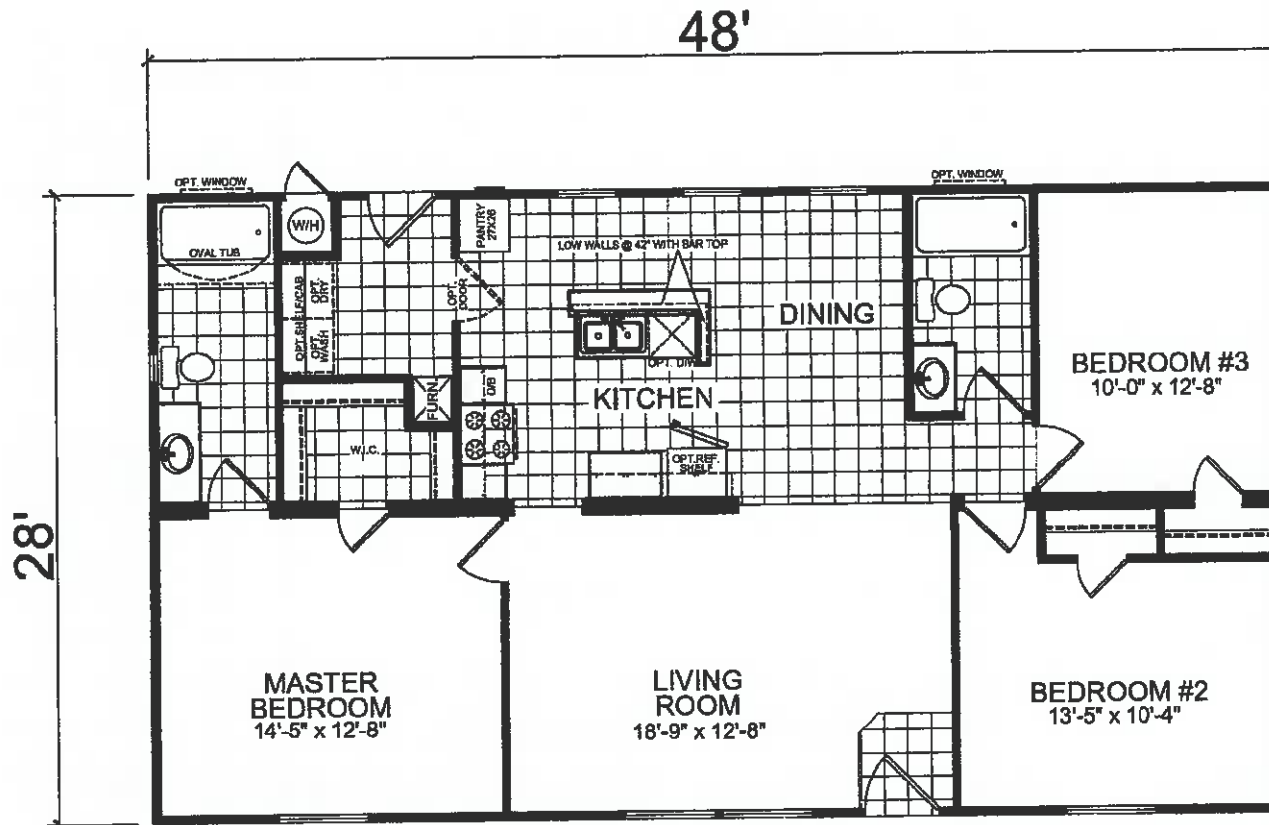 48'
28'
OPT. WINDOW
OPT. WINDOW
W/H
OVAL TUB
PANTRY
27X26
LOW WALLS @ 42" WITH BAR TOP
OPT.
DOOR
OPT.SHELF/CAB
OPT.
DRY
OPT.
WASH
DINING
OPT. D/W
BEDROOM #3
10'-0" x 12'-8"
FURN.
O/B
KITCHEN
W.I.C.
OPT.REF.
SHELF
MASTER
BEDROOM
14'-5" x 12'-8"
LIVING
ROOM
18'-9" x 12'-8"
BEDROOM #2
13'-5" x 10'-4"